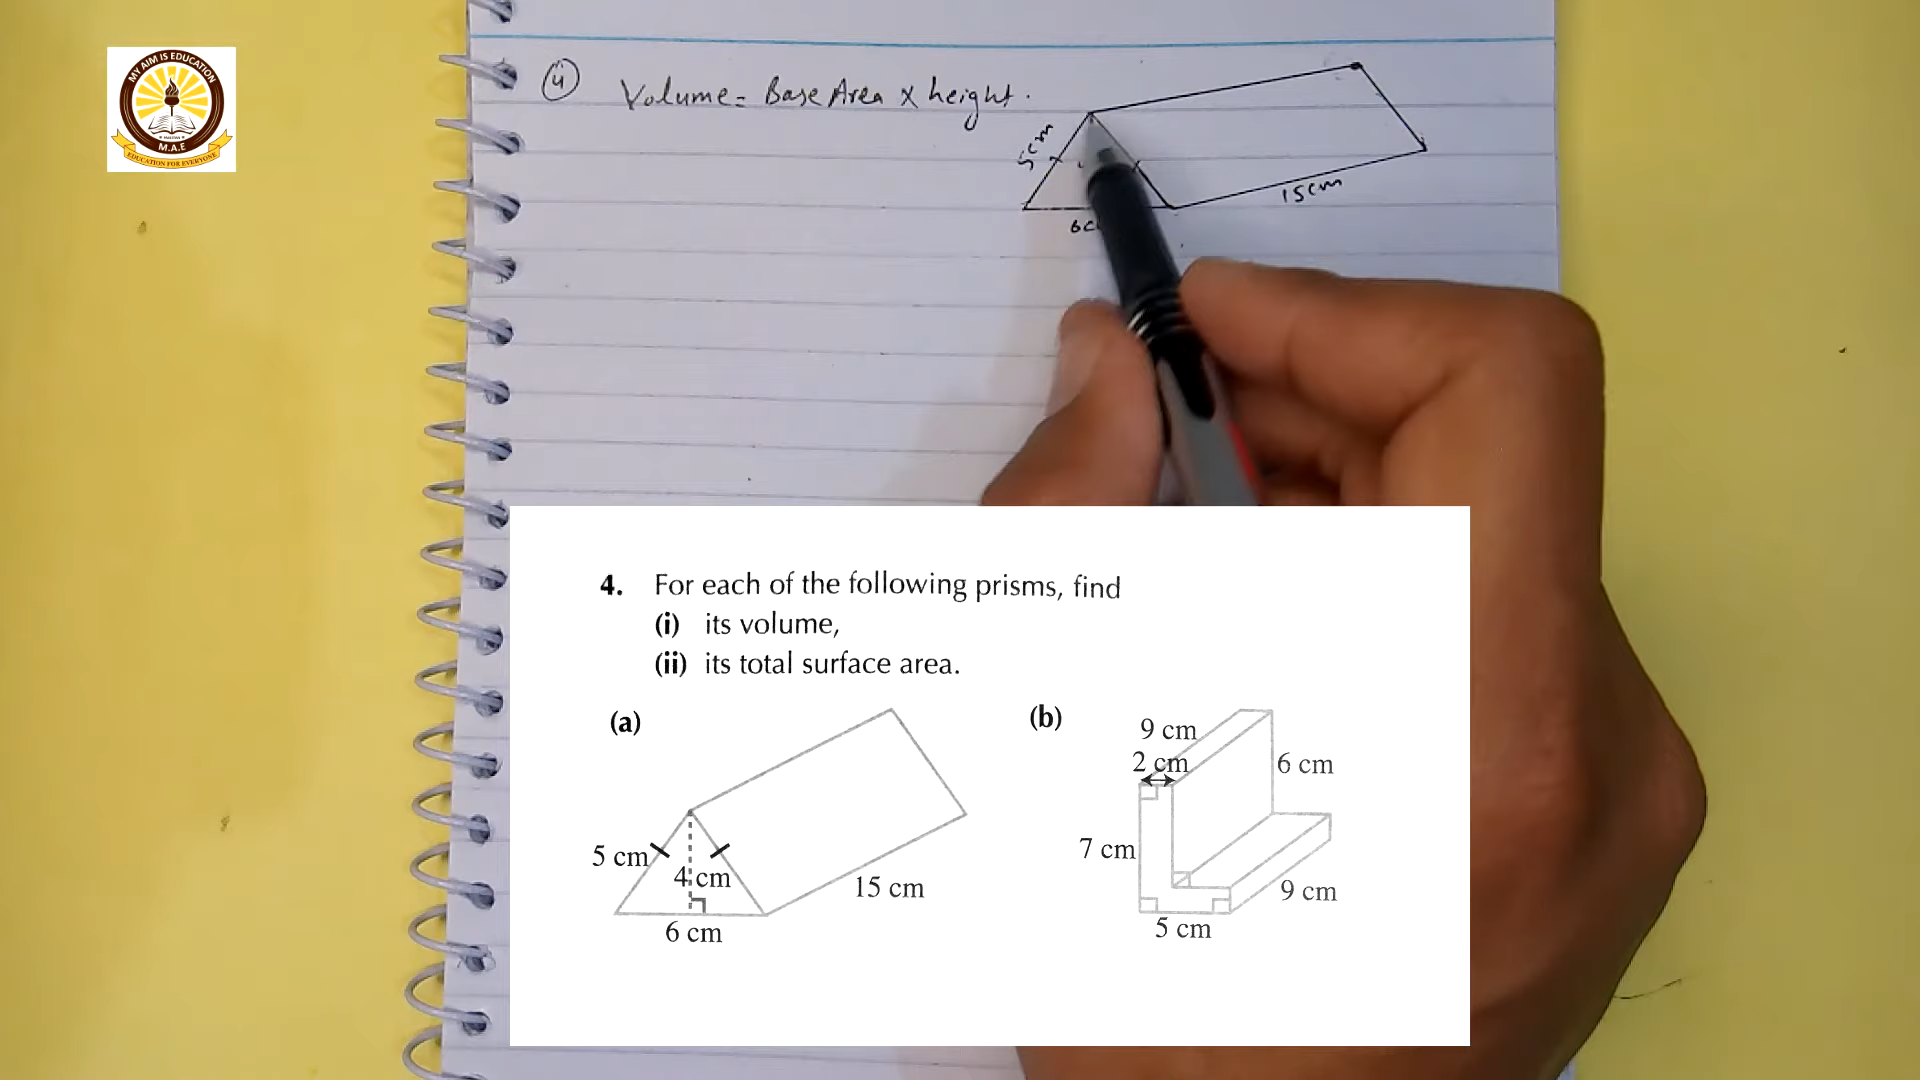 MY AIM IS EDUCATION
M.A.E
EDUCATION FOR EVERYONE
Volume = Base Area x height.
5cm
15cm
4. For each of the following prisms, find
(i) its volume,
(ii) its total surface area.
(a)
5 cm
4 cm
6 cm
15 cm
(b)
9 cm
2 cm
6 cm
7 cm
9 cm
5 cm